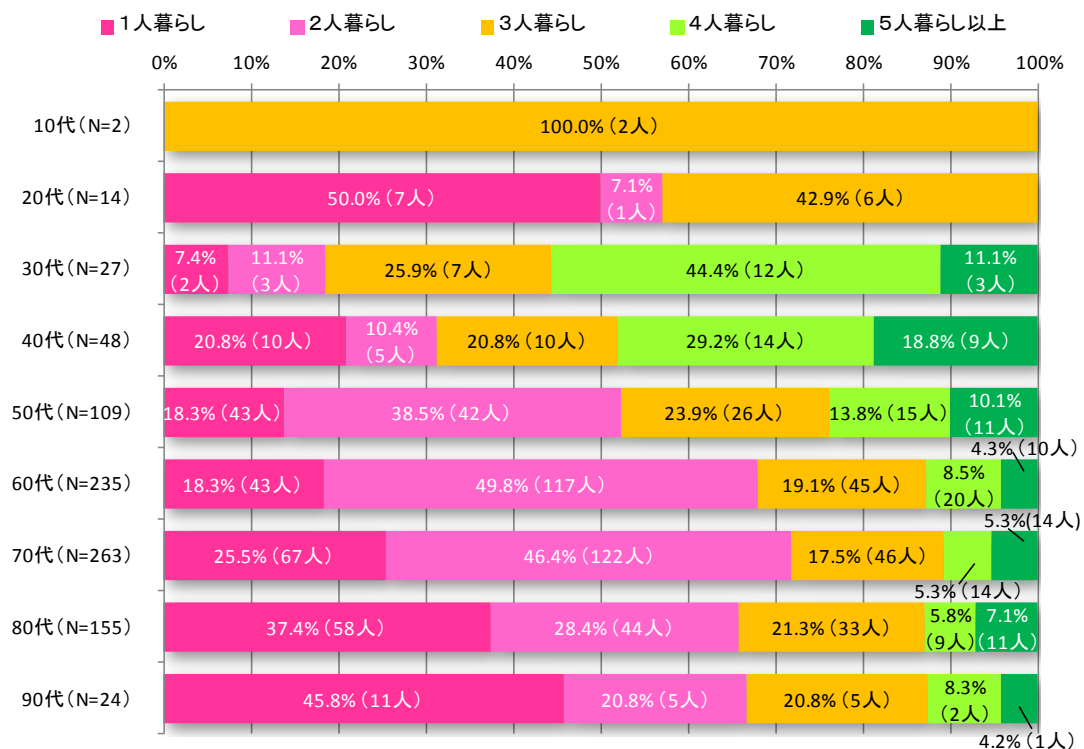 1人暮らし 2人暮らし 3人暮らし 4人暮らし 5人暮らし以上
0% 10% 20% 30% 40% 50% 60% 70% 80% 90% 100%
10代(N=2) 100.0%(2人)
20代(N=14) 50.0%(7人) 7.1%(1人) 42.9%(6人)
30代(N=27) 7.4%(2人) 11.1%(3人) 25.9%(7人) 44.4%(12人) 11.1%(3人)
40代(N=48) 20.8%(10人) 10.4%(5人) 20.8%(10人) 29.2%(14人) 18.8%(9人)
50代(N=109) 18.3%(43人) 38.5%(42人) 23.9%(26人) 13.8%(15人) 10.1%(11人)
60代(N=235) 18.3%(43人) 49.8%(117人) 19.1%(45人) 8.5%(20人) 4.3%(10人)
70代(N=263) 25.5%(67人) 46.4%(122人) 17.5%(46人) 5.3%(14人) 5.3%(14人)
80代(N=155) 37.4%(58人) 28.4%(44人) 21.3%(33人) 5.8%(9人) 7.1%(11人)
90代(N=24) 45.8%(11人) 20.8%(5人) 20.8%(5人) 8.3%(2人) 4.2%(1人)